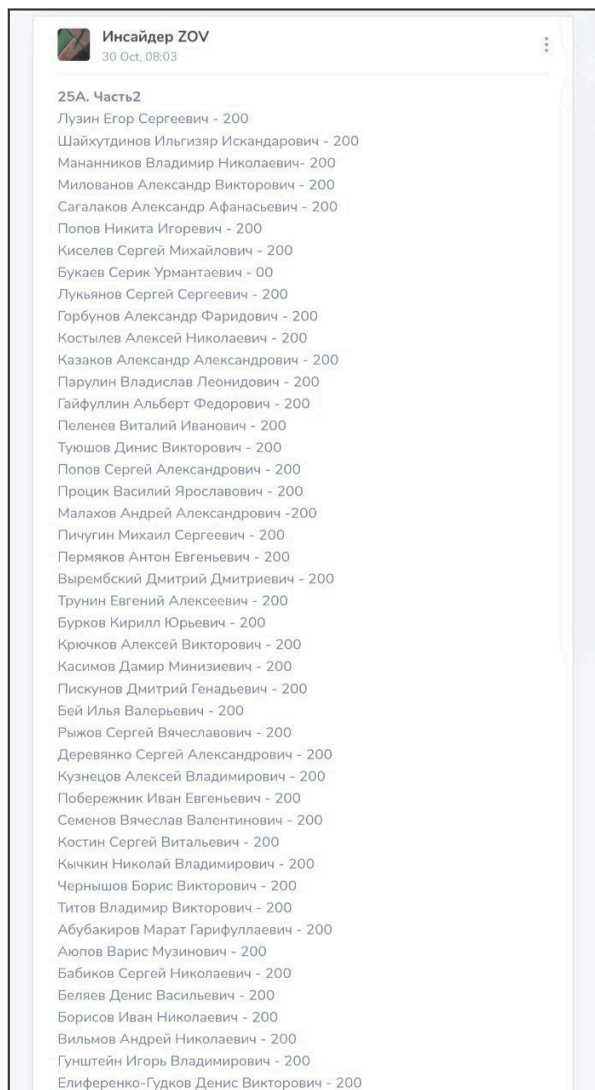 Инсайдер ZOV
30 Oct, 08:03
25А. Часть2
Лузин Егор Сергеевич - 200
Шайхутдинов Ильгизяр Искандарович - 200
Мананников Владимир Николаевич- 200
Милованов Александр Викторович - 200
Сагалаков Александр Афанасьевич - 200
Попов Никита Игоревич - 200
Киселев Сергей Михайлович - 200
Букаев Серик Урмантаевич - 00
Лукьянов Сергей Сергеевич - 200
Горбунов Александр Фаридович - 200
Костылев Алексей Николаевич - 200
Казаков Александр Александрович - 200
Парулин Владислав Леонидович - 200
Гайфуллин Альберт Федорович - 200
Пеленев Виталий Иванович - 200
Туюшов Динис Викторович - 200
Попов Сергей Александрович - 200
Процик Василий Ярославович - 200
Малахов Андрей Александрович -200
Пичугин Михаил Сергеевич - 200
Пермяков Антон Евгеньевич - 200
Вырембский Дмитрий Дмитриевич - 200
Трунин Евгений Алексеевич - 200
Бурков Кирилл Юрьевич - 200
Крючков Алексей Викторович - 200
Касимов Дамир Минизиевич - 200
Пискунов Дмитрий Генадьевич - 200
Бей Илья Валерьевич - 200
Рыжов Сергей Вячеславович - 200
Деревянко Сергей Александрович - 200
Кузнецов Алексей Владимирович - 200
Побережник Иван Евгеньевич - 200
Семенов Вячеслав Валентинович - 200
Костин Сергей Витальевич - 200
Кычкин Николай Владимирович - 200
Чернышов Борис Викторович - 200
Титов Владимир Викторович - 200
Абубакиров Марат Гарифуллаевич - 200
Аюпов Варис Музинович - 200
Бабиков Сергей Николаевич - 200
Беляев Денис Васильевич - 200
Борисов Иван Николаевич - 200
Вильмов Андрей Николаевич - 200
Гунштейн Игорь Владимирович - 200
Елиференко-Гудков Денис Викторович - 200